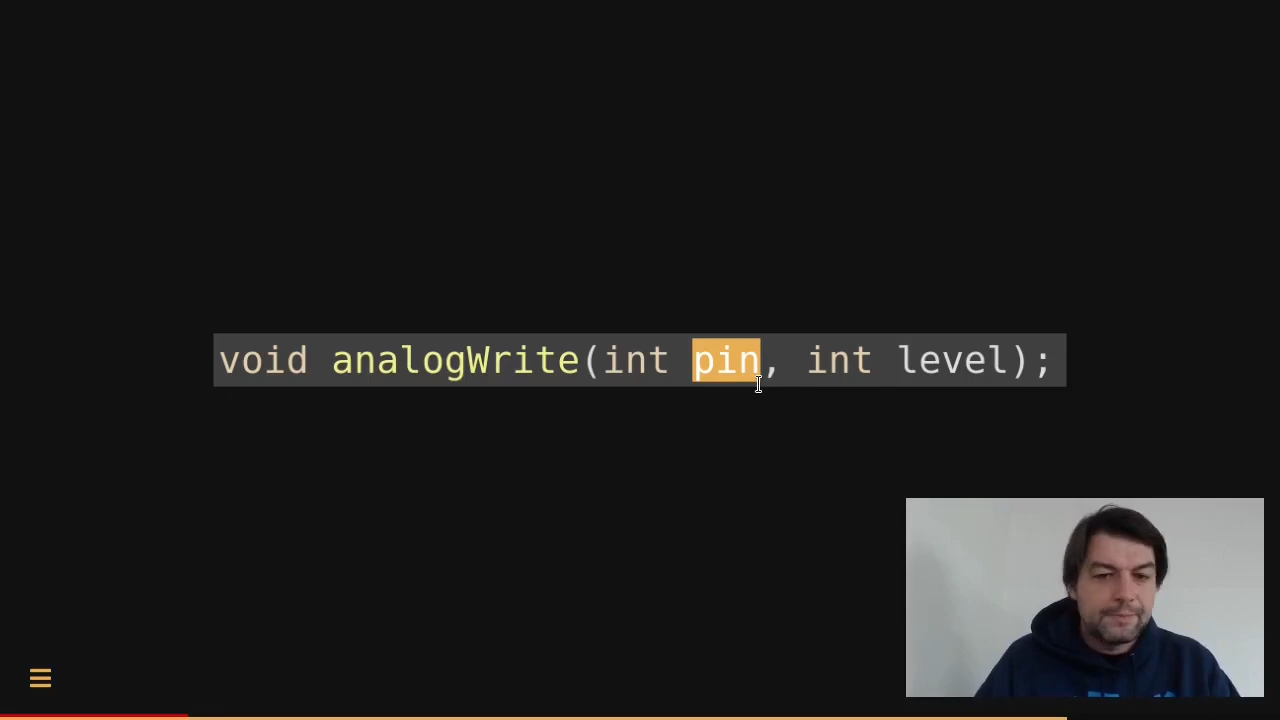 void analogWrite(int pin, int level);